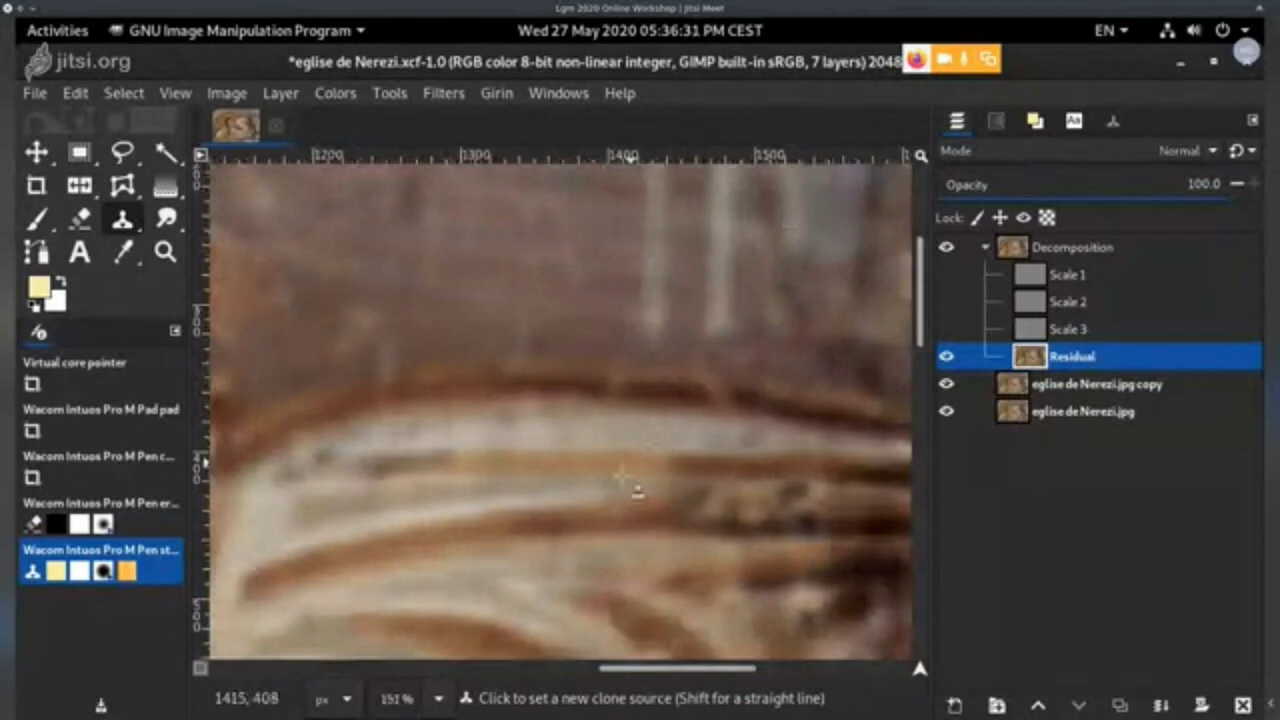 Lgm 2020 Online Workshop | Jitsi Meet
Activities GNU Image Manipulation Program Wed 27 May 2020 05:36:31 PM CEST EN
jitsi.org *eglise de Nerezi.xcf-1.0 (RGB color 8-bit non-linear integer, GIMP built-in sRGB, 7 layers) 2048
File Edit Select View Image Layer Colors Tools Filters Girin Windows Help
1200 1300 1400 1500
Mode Normal
Opacity 100.0
Lock:
Decomposition
Scale 1
Scale 2
Scale 3
Residual
eglise de Nerezi.jpg copy
eglise de Nerezi.jpg
Virtual core pointer
Wacom Intuos Pro M Pad pad
Wacom Intuos Pro M Pen c...
Wacom Intuos Pro M Pen er...
Wacom Intuos Pro M Pen st...
1415, 408 px 151 % Click to set a new clone source (Shift for a straight line)